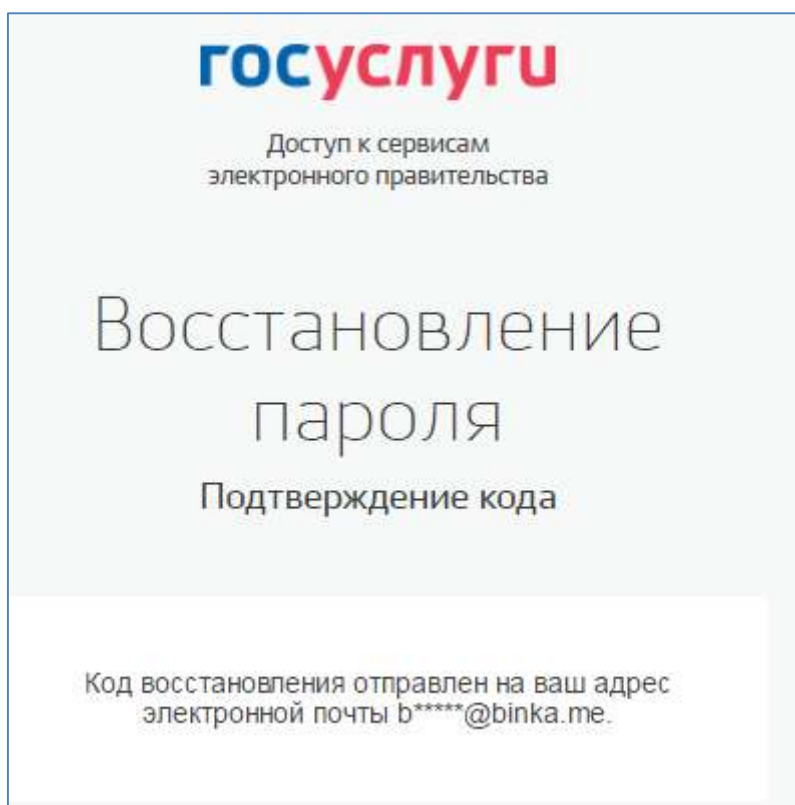 госуслуги
Доступ к сервисам
электронного правительства
Восстановление
пароля
Подтверждение кода
Код восстановления отправлен на ваш адрес
электронной почты b*****@binka.me.